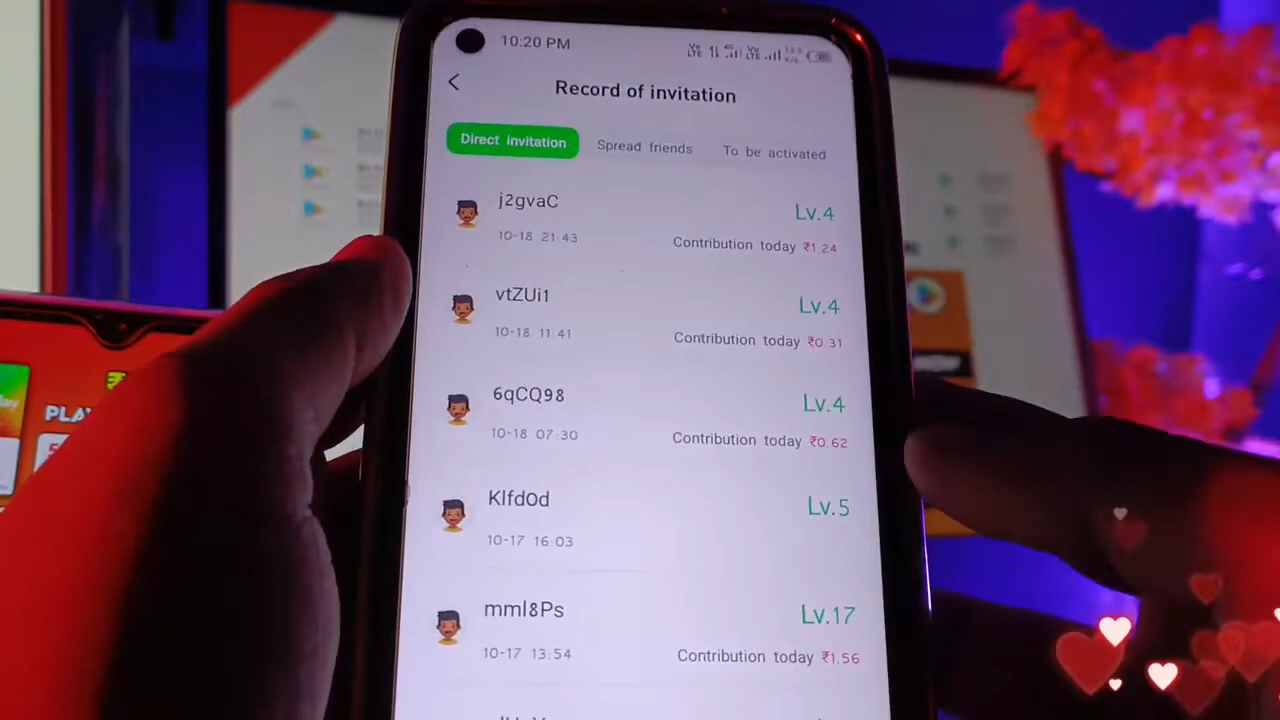 10:20 PM
Record of invitation
Direct invitation
Spread friends
To be activated
j2gvaC
Lv.4
10-18 21:43
Contribution today ₹1.24
vtZUi1
Lv.4
10-18 11:41
Contribution today ₹0.31
6qCQ98
Lv.4
10-18 07:30
Contribution today ₹0.62
Klfd0d
Lv.5
10-17 16:03
mml8Ps
Lv.17
10-17 13:54
Contribution today ₹1.56